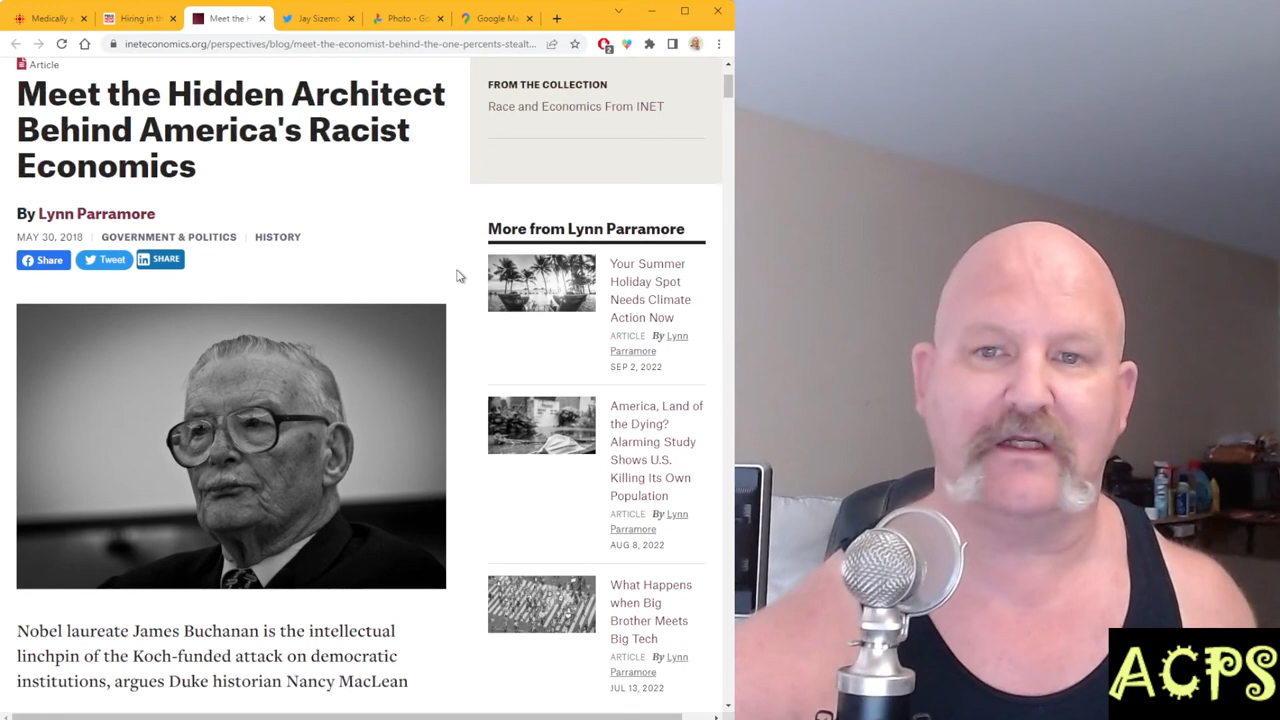 Medically a
Hiring in th
Meet the H
Jay Sizemo
Photo - Go
Google Ma
ineteconomics.org/perspectives/blog/meet-the-economist-behind-the-one-percents-stealt...
2
Article
Meet the Hidden Architect
Behind America's Racist
Economics
By Lynn Parramore
MAY 30, 2018 | GOVERNMENT & POLITICS | HISTORY
Share
Tweet
in SHARE
Nobel laureate James Buchanan is the intellectual
linchpin of the Koch-funded attack on democratic
institutions, argues Duke historian Nancy MacLean
FROM THE COLLECTION
Race and Economics From INET
More from Lynn Parramore
Your Summer
Holiday Spot
Needs Climate
Action Now
ARTICLE By Lynn
Parramore
SEP 2, 2022
America, Land of
the Dying?
Alarming Study
Shows U.S.
Killing Its Own
Population
ARTICLE By Lynn
Parramore
AUG 8, 2022
What Happens
when Big
Brother Meets
Big Tech
ARTICLE By Lynn
Parramore
JUL 13, 2022
ACPS